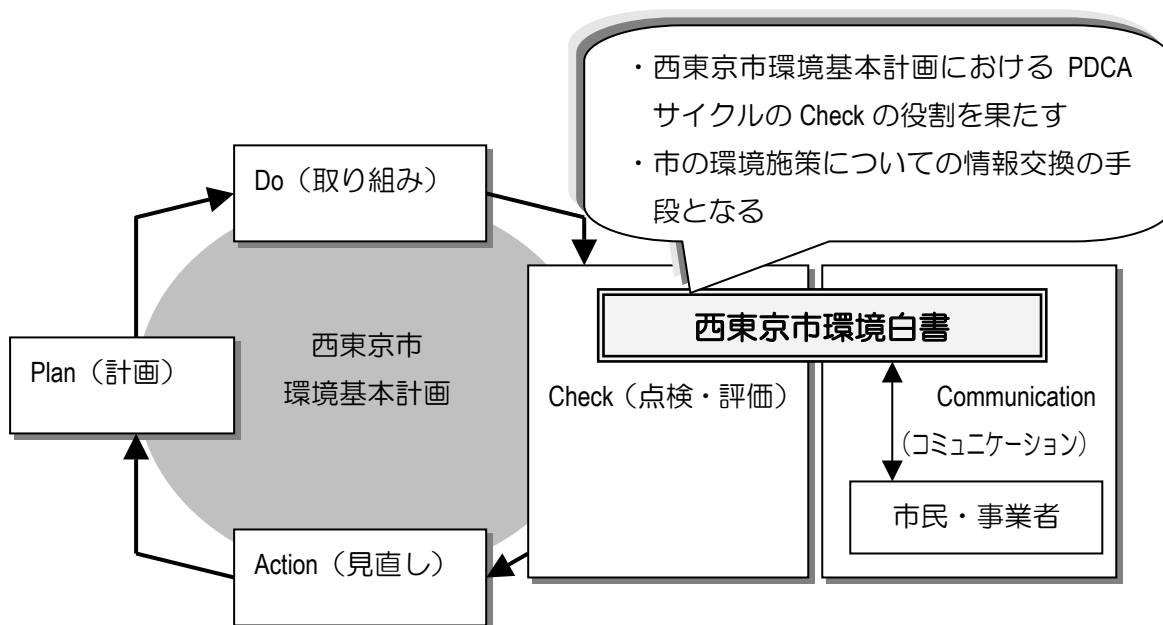 ・西東京市環境基本計画における PDCA
サイクルの Check の役割を果たす
・市の環境施策についての情報交換の手
段となる
Do（取り組み）
西東京市環境白書
西東京市
環境基本計画
Plan（計画）
Check（点検・評価）
Communication
（コミュニケーション）
市民・事業者
Action（見直し）